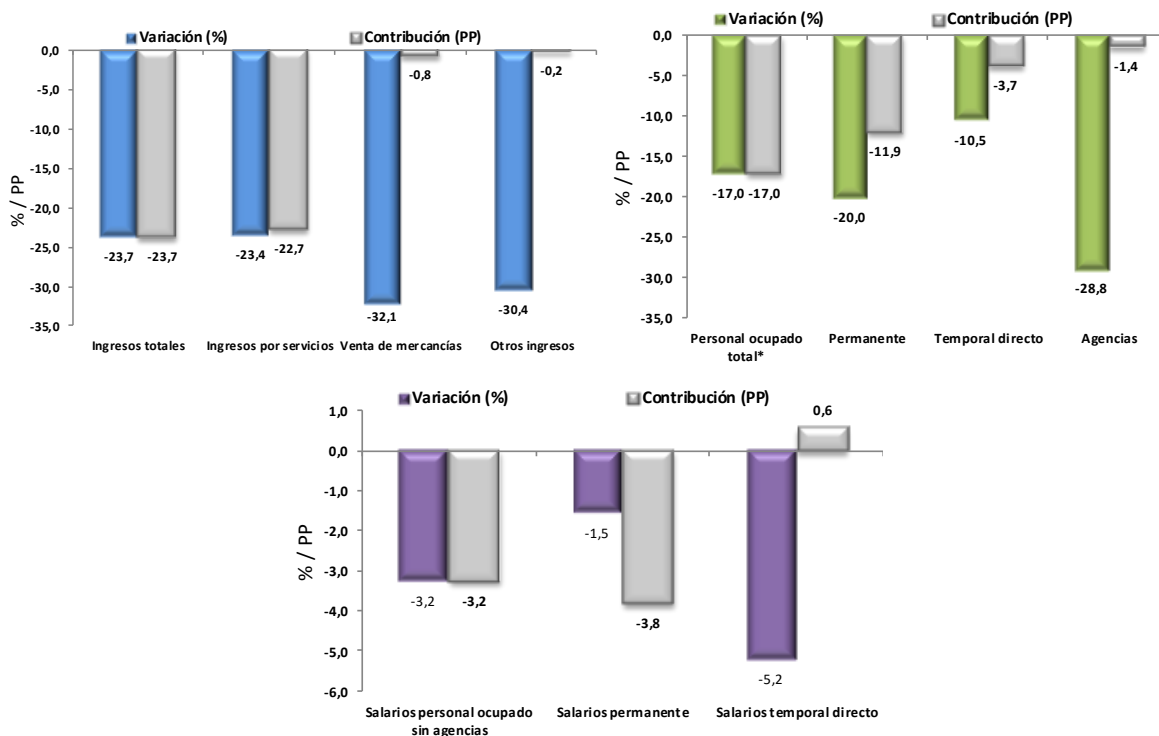 Variación (%) Contribución (PP)
0,0
-5,0
-10,0
-15,0
-20,0
-25,0
-30,0
-35,0
% / PP
-23,7 -23,7 -23,4 -22,7 -32,1 -0,8 -30,4 -0,2
Ingresos totales Ingresos por servicios Venta de mercancías Otros ingresos
Variación (%) Contribución (PP)
0,0
-5,0
-10,0
-15,0
-20,0
-25,0
-30,0
-35,0
% / PP
-17,0 -17,0 -20,0 -11,9 -10,5 -3,7 -28,8 -1,4
Personal ocupado Permanente Temporal directo Agencias
total*
Variación (%) Contribución (PP)
1,0
0,0
-1,0
-2,0
-3,0
-4,0
-5,0
-6,0
% / PP
-3,2 -3,2 -1,5 -3,8 -5,2 0,6
Salarios personal ocupado Salarios permanente Salarios temporal directo
sin agencias